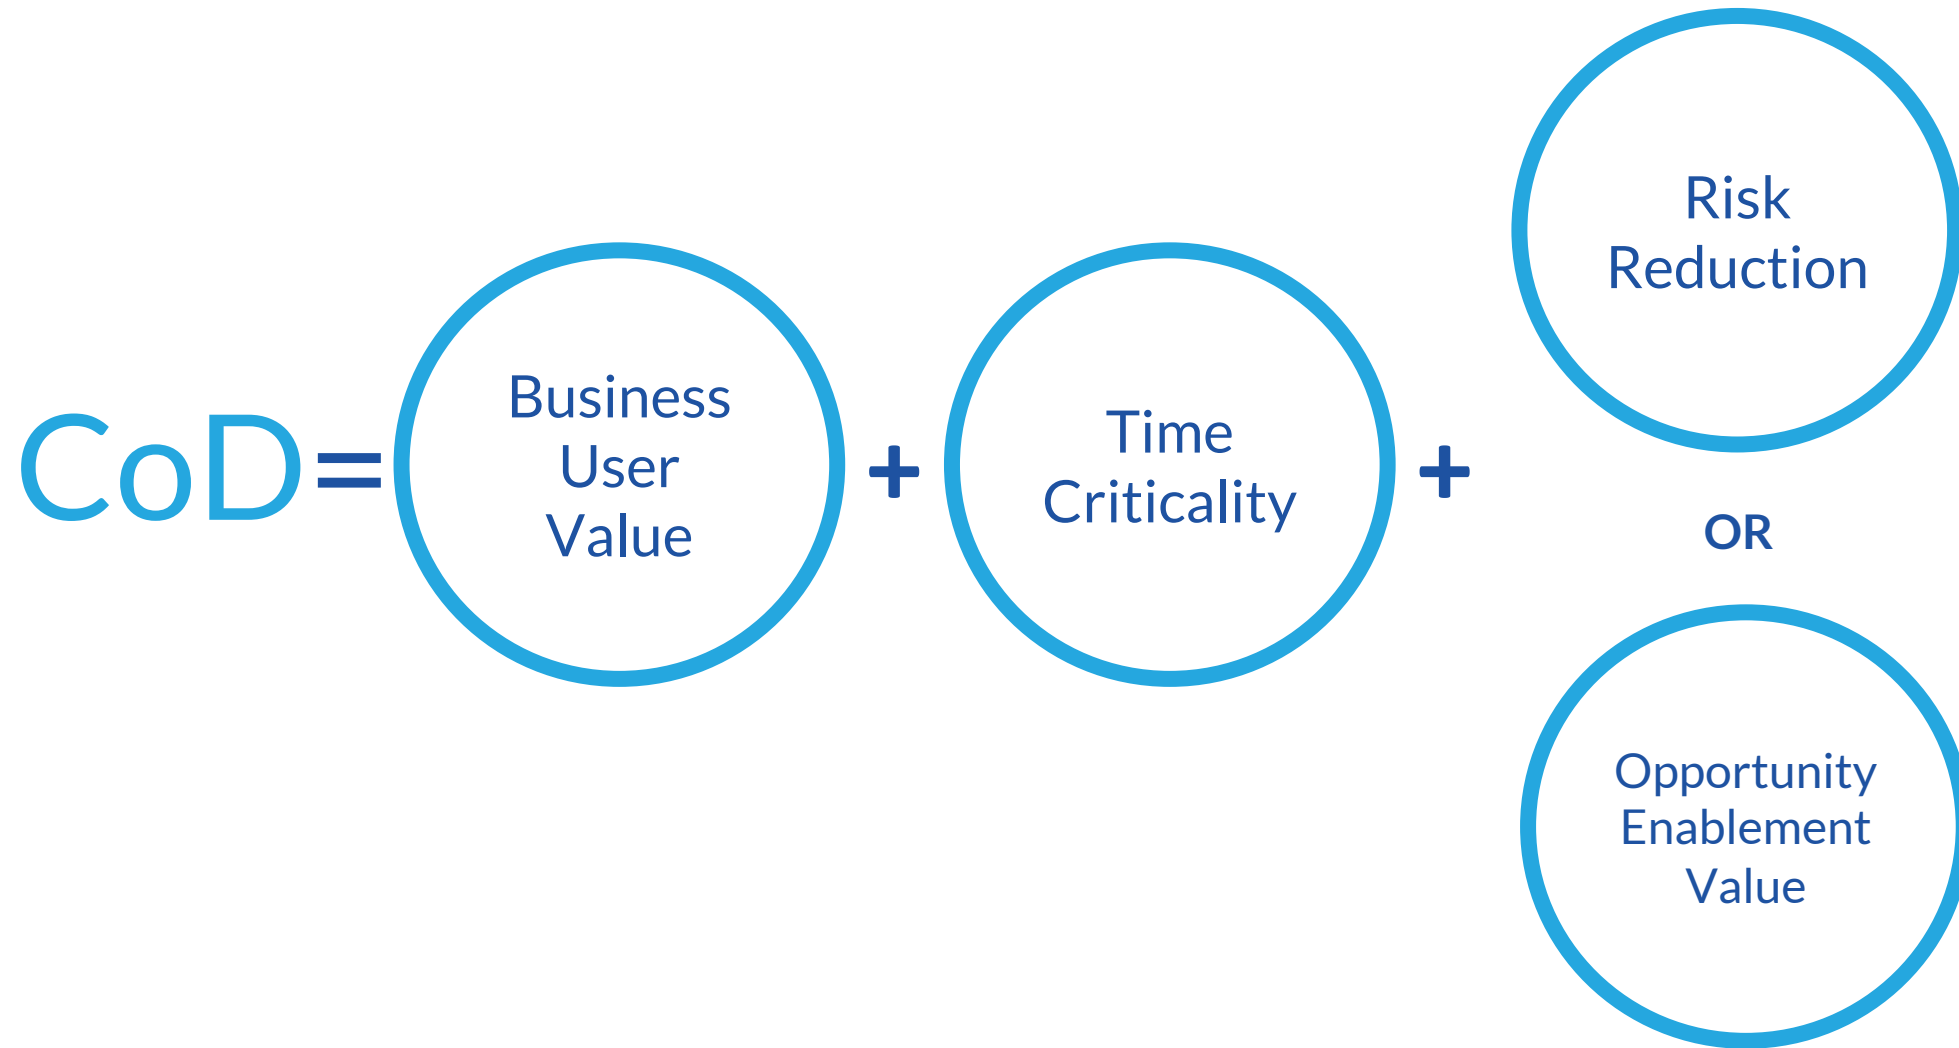 CoD=
Business
User
Value
+
Time
Criticality
+
Risk
Reduction
OR
Opportunity
Enablement
Value